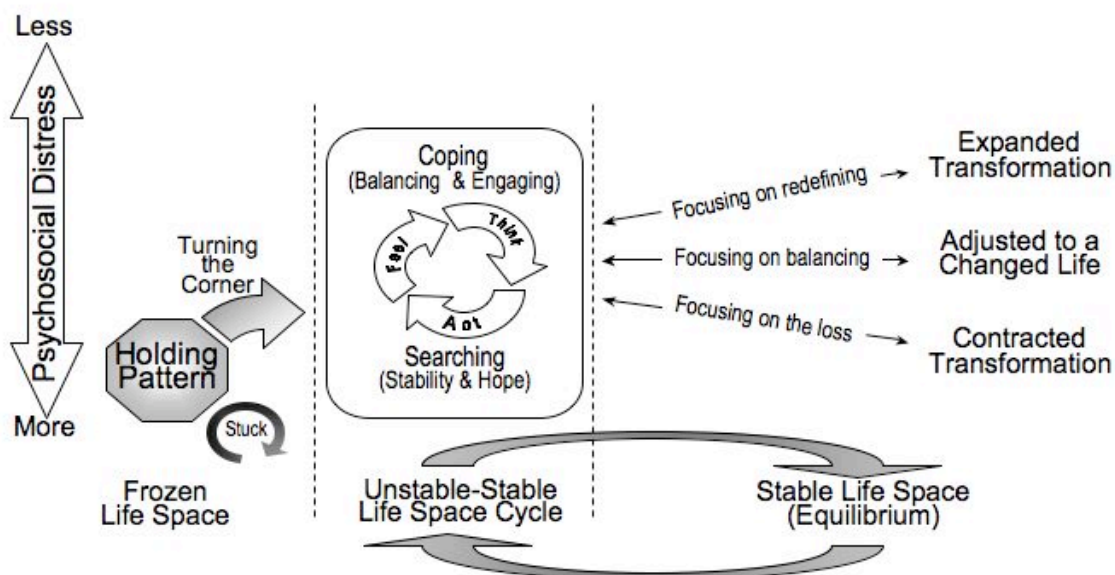 Less
Psychosocial Distress
More
Turning
the
Corner
Holding
Pattern
Stuck
Frozen
Life Space
Coping
(Balancing & Engaging)
Feel
Think
Act
Searching
(Stability & Hope)
Unstable-Stable
Life Space Cycle
Focusing on redefining
Focusing on balancing
Focusing on the loss
Expanded
Transformation
Adjusted to a
Changed Life
Contracted
Transformation
Stable Life Space
(Equilibrium)